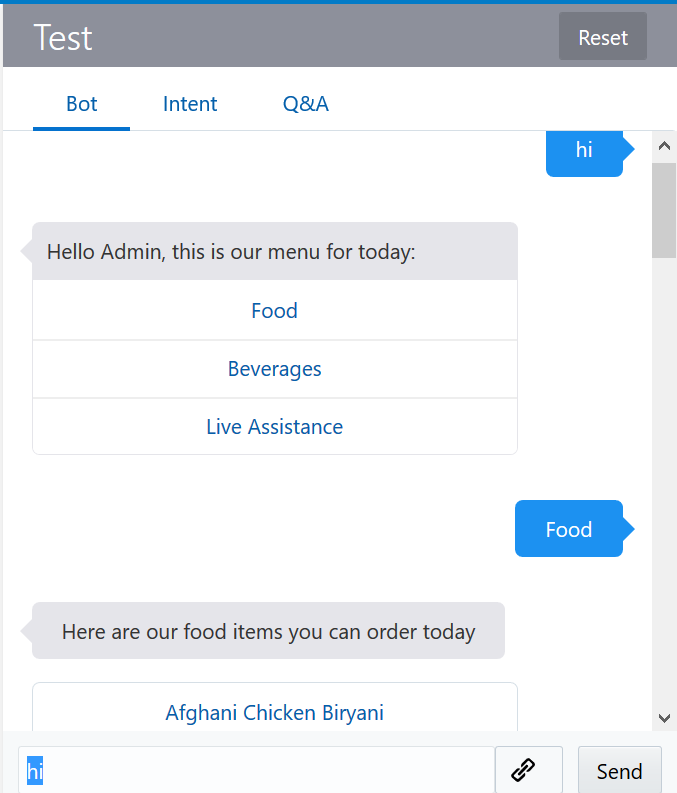 Test
Reset
Bot Intent Q&A
hi
Hello Admin, this is our menu for today:
Food
Beverages
Live Assistance
Food
Here are our food items you can order today
Afghani Chicken Biryani
hi
Send